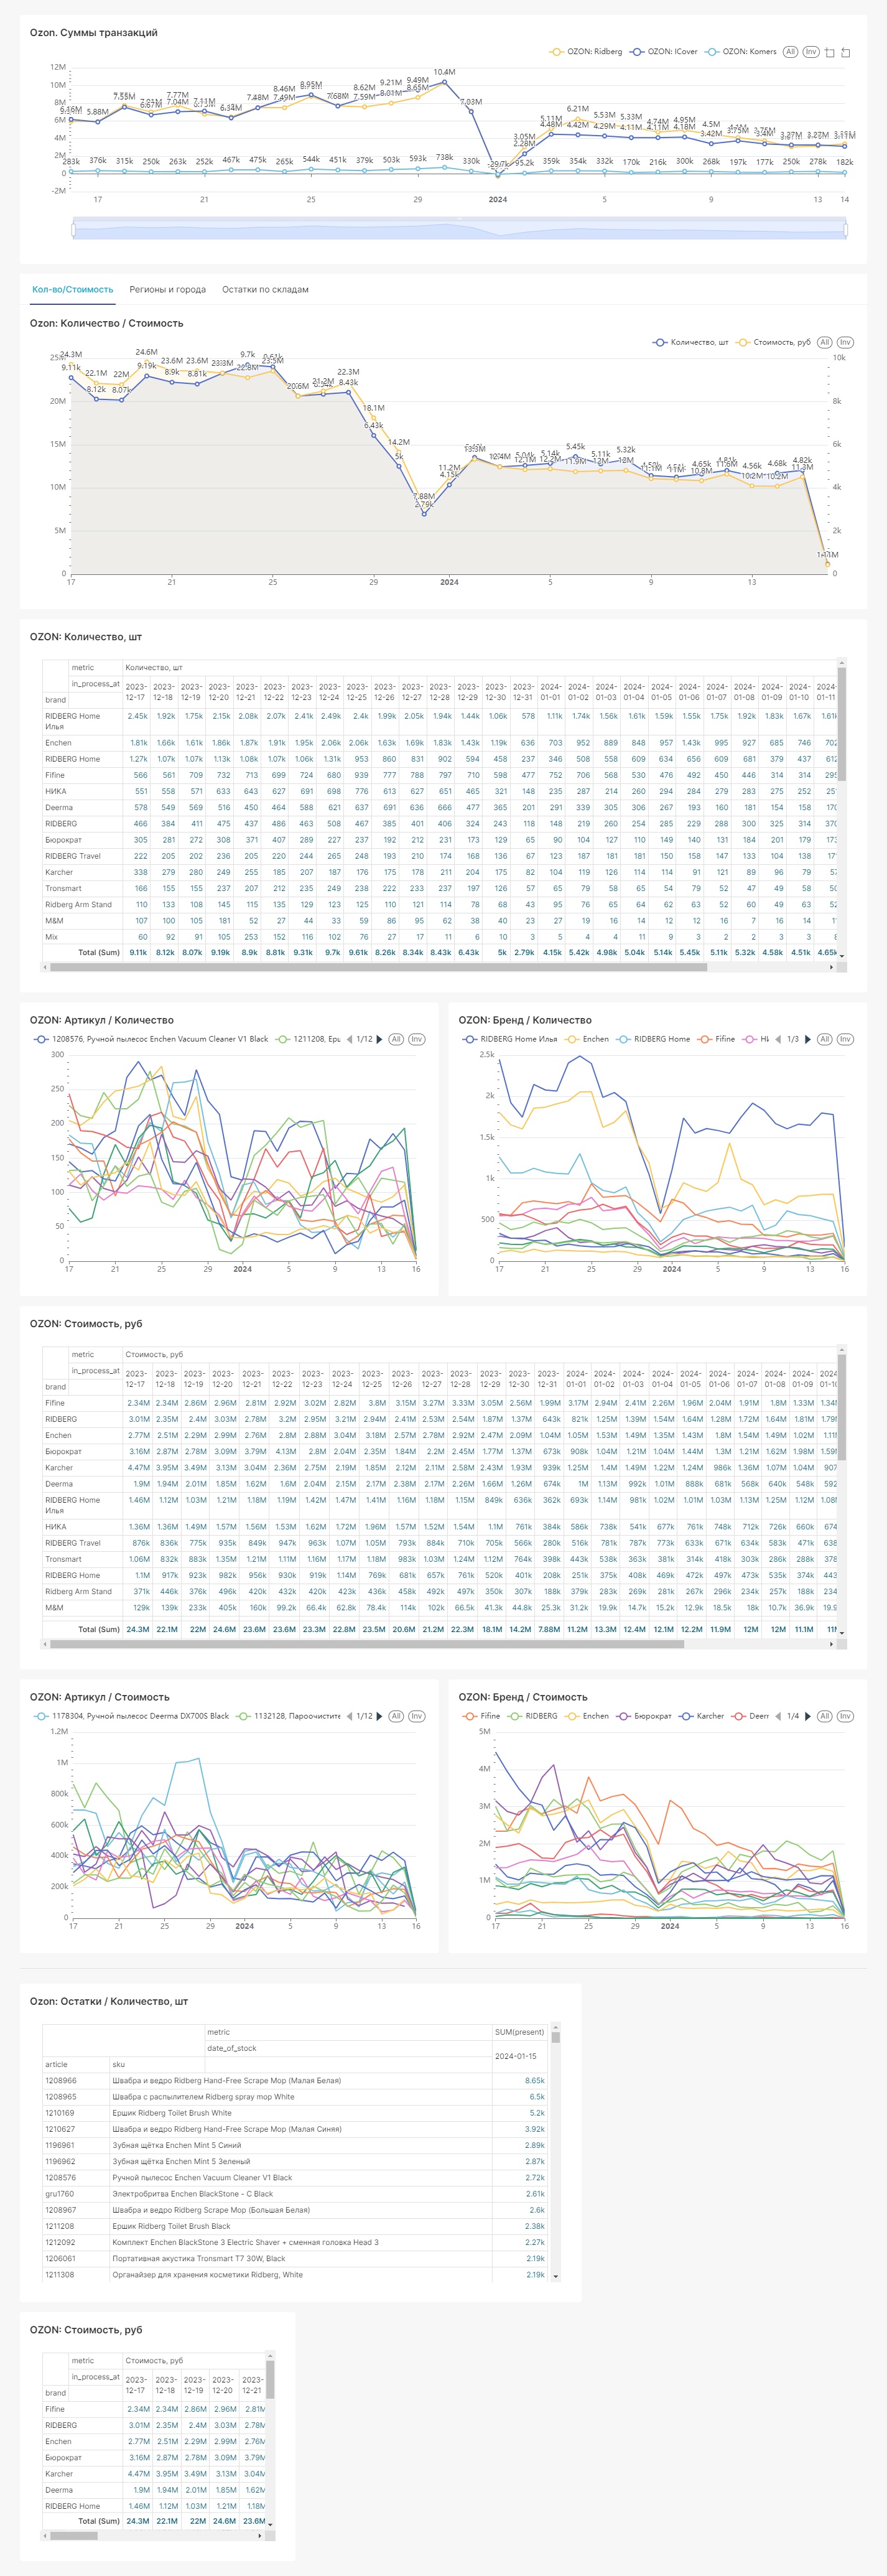 Ozon. Суммы транзакций
OZON: Ridberg OZON: ICover OZON: Komers All Inv
12M
10M
8M
6M
4M
2M
0
-2M
5.88M 7.77M 7.04M 7.11M 7.48M 8.46M 7.49M 8.95M 7.68M 8.62M 7.59M 9.21M 9.49M 10.4M 7.03M
3.05M 2.28M 5.11M 4.48M 6.21M 4.42M 5.53M 4.29M 5.33M 4.11M 4.74M 4.11M 4.95M 4.18M 4.5M 3.42M 3.75M
283k 376k 315k 250k 263k 252k 467k 475k 265k 544k 451k 379k 503k 593k 738k 330k 95.2k 359k 354k 332k 170k 216k 300k 268k 197k 177k 250k 278k 182k
17 21 25 29 2024 5 9 13 14
Кол-во/Стоимость Регионы и города Остатки по складам
Ozon: Количество / Стоимость
Количество, шт Стоимость, руб All Inv
25M 10k
20M 8k
15M 6k
10M 4k
5M 2k
0 0
24.3M 22.1M 22M 24.6M 23.6M 23.6M 9.7k 22.3M 18.1M 14.2M 7.88M 11.2M
9.11k 8.12k 8.07k 9.19k 8.9k 8.81k 8.43k 6.43k 5k 2.79k 4.15k 5.45k 5.11k 5.32k 4.65k 4.56k 4.68k 4.82k
17 21 25 29 2024 5 9 13
OZON: Количество, шт
metric Количество, шт
in_process_at 2023-12-17 2023-12-18 2023-12-19 2023-12-20 2023-12-21 2023-12-22 2023-12-23 2023-12-24 2023-12-25 2023-12-26 2023-12-27 2023-12-28 2023-12-29 2023-12-30 2023-12-31 2024-01-01 2024-01-02 2024-01-03 2024-01-04 2024-01-05 2024-01-06 2024-01-07 2024-01-08 2024-01-09 2024-01-10 2024-01-11
brand
RIDBERG Home Илья 2.45k 1.92k 1.75k 2.15k 2.08k 2.07k 2.41k 2.49k 2.4k 1.99k 2.05k 1.94k 1.44k 1.06k 578 1.11k 1.74k 1.56k 1.61k 1.59k 1.55k 1.75k 1.92k 1.83k 1.67k 1.61k
Enchen 1.81k 1.66k 1.61k 1.86k 1.87k 1.91k 1.95k 2.06k 2.06k 1.63k 1.69k 1.83k 1.43k 1.19k 636 703 952 889 848 957 1.43k 995 927 685 746 702
RIDBERG Home 1.27k 1.07k 1.07k 1.13k 1.08k 1.07k 1.06k 1.31k 953 860 831 902 594 458 237 346 508 558 609 634 656 609 681 379 437 612
Fifine 566 561 709 732 713 699 724 680 939 777 788 797 710 598 477 752 706 568 530 476 492 450 446 314 314 295
НИКА 551 558 571 633 643 627 691 698 776 613 627 651 465 321 148 235 287 214 260 294 284 279 283 275 252 251
Deerma 578 549 569 516 450 464 588 621 637 691 636 666 477 365 201 291 339 305 306 267 193 160 181 154 158 170
RIDBERG 466 384 411 475 437 486 463 508 467 385 401 406 324 243 118 148 219 260 254 285 229 288 300 325 314 370
Бюрократ 305 281 272 308 371 407 289 227 237 192 212 231 173 129 65 90 104 127 110 149 140 131 184 201 179 173
RIDBERG Travel 222 205 202 236 205 220 244 265 248 193 210 174 168 136 67 123 187 181 181 150 158 147 133 104 138 17
Karcher 338 279 280 249 255 185 207 187 176 175 178 211 204 175 82 104 119 126 114 114 91 121 89 96 79 57
Tronsmart 166 155 155 237 207 212 235 249 238 222 233 237 197 126 57 65 79 58 65 54 79 52 47 49 58 50
Ridberg Arm Stand 110 133 108 145 115 135 129 123 125 110 121 114 78 68 43 95 76 65 64 62 63 52 60 49 63 52
M&M 107 100 105 181 52 27 44 33 59 86 95 62 38 40 23 27 19 16 14 12 12 16 7 16 14 11
Mix 60 92 91 105 253 152 116 102 76 27 17 11 6 10 3 5 4 4 11 9 3 2 2 3 3 8
Total (Sum) 9.11k 8.12k 8.07k 9.19k 8.9k 8.81k 9.31k 9.7k 9.61k 8.26k 8.34k 8.43k 6.43k 5k 2.79k 4.15k 5.42k 4.98k 5.04k 5.14k 5.45k 5.11k 5.32k 4.58k 4.51k 4.65k
OZON: Артикул / Количество
1208576, Ручной пылесос Enchen Vacuum Cleaner V1 Black 1211208, 1/12 All Inv
300
250
200
150
100
50
0
17 21 25 29 2024 5 9 13 16
OZON: Бренд / Количество
RIDBERG Home Илья Enchen RIDBERG Home Fifine 1/3 All Inv
2.5k
2k
1.5k
1k
500
0
17 21 25 29 2024 5 9 13 16
OZON: Стоимость, руб
metric Стоимость, руб
in_process_at 2023-12-17 2023-12-18 2023-12-19 2023-12-20 2023-12-21 2023-12-22 2023-12-23 2023-12-24 2023-12-25 2023-12-26 2023-12-27 2023-12-28 2023-12-29 2023-12-30 2023-12-31 2024-01-01 2024-01-02 2024-01-03 2024-01-04 2024-01-05 2024-01-06 2024-01-07 2024-01-08 2024-01-09 2024-01-10
brand
Fifine 2.34M 2.34M 2.86M 2.96M 2.81M 2.92M 3.02M 2.82M 3.8M 3.15M 3.27M 3.33M 3.05M 2.56M 1.99M 3.17M 2.94M 2.41M 2.26M 1.96M 2.04M 1.91M 1.8M 1.33M 1.34M
RIDBERG 3.01M 2.35M 2.4M 3.03M 2.78M 3.2M 2.95M 3.21M 2.94M 2.41M 2.53M 2.54M 1.87M 1.37M 643k 821k 1.25M 1.39M 1.54M 1.64M 1.28M 1.72M 1.64M 1.81M 1.79M
Enchen 2.77M 2.51M 2.29M 2.99M 2.76M 2.8M 2.88M 3.04M 3.18M 2.57M 2.78M 2.92M 2.47M 2.09M 1.04M 1.05M 1.53M 1.49M 1.35M 1.43M 1.8M 1.54M 1.49M 1.02M 1.11M
Бюрократ 3.16M 2.87M 2.78M 3.09M 3.79M 4.13M 2.8M 2.04M 2.35M 1.84M 2.2M 2.45M 1.77M 1.37M 673k 908k 1.04M 1.21M 1.04M 1.44M 1.3M 1.21M 1.62M 1.98M 1.59M
Karcher 4.47M 3.95M 3.49M 3.13M 3.04M 2.36M 2.75M 2.19M 1.85M 2.12M 2.11M 2.58M 2.43M 1.93M 939k 1.25M 1.4M 1.49M 1.22M 1.24M 986k 1.36M 1.07M 1.04M 907
Deerma 1.9M 1.94M 2.01M 1.85M 1.62M 1.6M 2.04M 2.15M 2.17M 2.38M 2.17M 2.26M 1.66M 1.26M 674k 1M 1.13M 992k 1.01M 888k 681k 568k 640k 548k 592
RIDBERG Home Илья 1.46M 1.12M 1.03M 1.21M 1.18M 1.19M 1.42M 1.47M 1.41M 1.16M 1.18M 1.15M 849k 636k 362k 693k 1.14M 981k 1.02M 1.01M 1.03M 1.13M 1.25M 1.12M 1.08M
НИКА 1.36M 1.36M 1.49M 1.57M 1.56M 1.53M 1.62M 1.72M 1.96M 1.57M 1.52M 1.54M 1.1M 761k 384k 586k 738k 541k 677k 761k 748k 712k 726k 660k 674
RIDBERG Travel 876k 836k 775k 935k 849k 947k 963k 1.07M 1.05M 793k 884k 710k 705k 566k 280k 516k 781k 787k 773k 633k 671k 634k 583k 471k 638
Tronsmart 1.06M 832k 883k 1.35M 1.21M 1.11M 1.16M 1.17M 1.18M 983k 1.03M 1.24M 1.12M 764k 398k 443k 538k 363k 381k 314k 418k 303k 286k 288k 378
RIDBERG Home 1.1M 917k 923k 982k 956k 930k 919k 1.14M 769k 681k 657k 761k 520k 401k 208k 251k 375k 408k 469k 472k 497k 473k 535k 374k 443
Ridberg Arm Stand 371k 446k 376k 496k 420k 432k 420k 423k 436k 458k 492k 497k 350k 307k 188k 379k 283k 269k 281k 267k 296k 234k 257k 188k 234
M&M 129k 139k 233k 405k 160k 99.2k 66.4k 62.8k 78.4k 114k 102k 66.5k 41.3k 44.8k 25.3k 31.2k 19.9k 14.7k 15.2k 12.9k 18.5k 18k 10.7k 36.9k 19.9
Total (Sum) 24.3M 22.1M 22M 24.6M 23.6M 23.6M 23.3M 22.8M 23.5M 20.6M 21.2M 22.3M 18.1M 14.2M 7.88M 11.2M 13.3M 12.4M 12.1M 12.2M 11.9M 12M 12M 11.1M 11M
OZON: Артикул / Стоимость
1178304, Ручной пылесос Deerma DX700S Black 1132128, Пароочистите 1/12 All Inv
1.2M
1M
800k
600k
400k
200k
0
17 21 25 29 2024 5 9 13 16
OZON: Бренд / Стоимость
Fifine RIDBERG Enchen Бюрократ Karcher Deerr 1/4 All Inv
5M
4M
3M
2M
1M
0
17 21 25 29 2024 5 9 13 16
Ozon: Остатки / Количество, шт
metric SUM(present)
date_of_stock 2024-01-15
article sku
1208966 Швабра и ведро Ridberg Hand-Free Scrape Mop (Малая Белая) 8.65k
1208965 Швабра с распылителем Ridberg spray mop White 6.5k
1210169 Ершик Ridberg Toilet Brush White 5.2k
1210627 Швабра и ведро Ridberg Hand-Free Scrape Mop (Малая Синяя) 3.92k
1196961 Зубная щётка Enchen Mint 5 Синий 2.89k
1196962 Зубная щётка Enchen Mint 5 Зеленый 2.87k
1208576 Ручной пылесос Enchen Vacuum Cleaner V1 Black 2.72k
gru1760 Электробритва Enchen BlackStone - C Black 2.61k
1208967 Швабра и ведро Ridberg Scrape Mop (Большая Белая) 2.6k
1211208 Ершик Ridberg Toilet Brush Black 2.38k
1212092 Комплект Enchen BlackStone 3 Electric Shaver + сменная головка Head 3 2.27k
1206061 Портативная акустика Tronsmart T7 30W, Black 2.19k
1211308 Органайзер для хранения косметики Ridberg, White 2.19k
OZON: Стоимость, руб
metric Стоимость, руб
in_process_at 2023-12-17 2023-12-18 2023-12-19 2023-12-20 2023-12-21
brand
Fifine 2.34M 2.34M 2.86M 2.96M 2.81M
RIDBERG 3.01M 2.35M 2.4M 3.03M 2.78M
Enchen 2.77M 2.51M 2.29M 2.99M 2.76M
Бюрократ 3.16M 2.87M 2.78M 3.09M 3.79M
Karcher 4.47M 3.95M 3.49M 3.13M 3.04M
Deerma 1.9M 1.94M 2.01M 1.85M 1.62M
RIDBERG Home 1.46M 1.12M 1.03M 1.21M 1.18M
Total (Sum) 24.3M 22.1M 22M 24.6M 23.6M